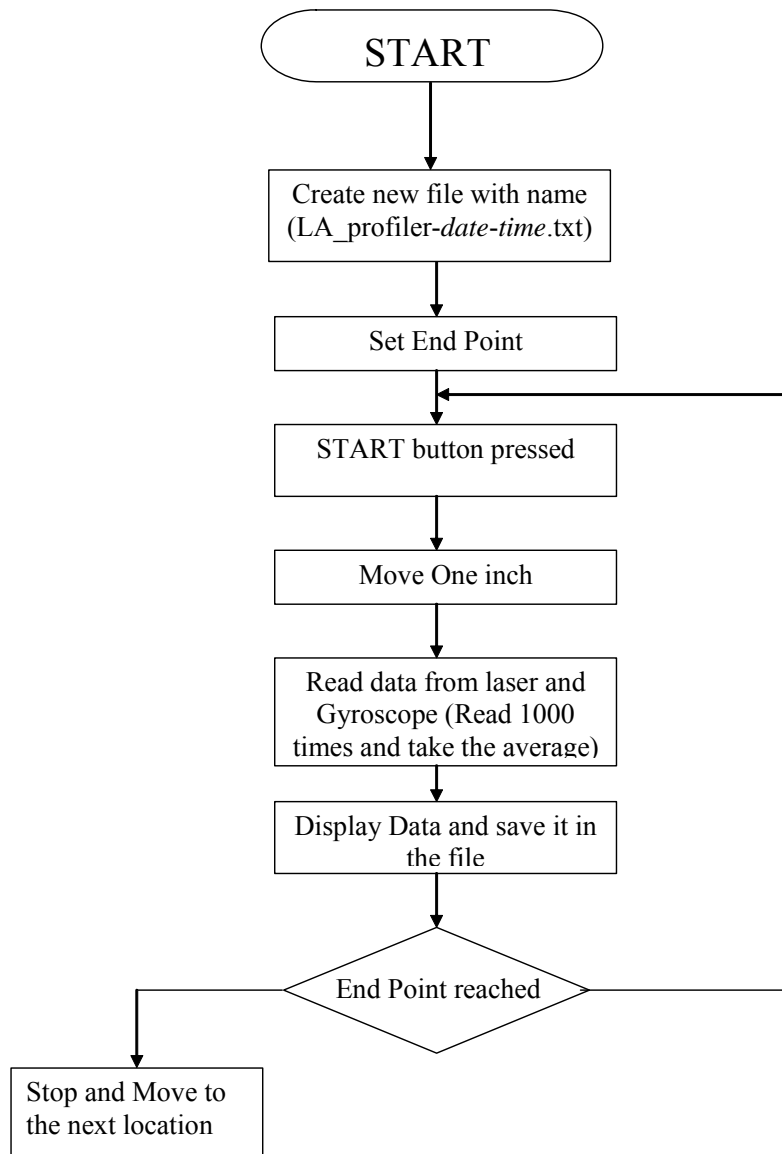 START
Create new file with name
(LA_profiler-date-time.txt)
Set End Point
START button pressed
Move One inch
Read data from laser and
Gyroscope (Read 1000
times and take the average)
Display Data and save it in
the file
End Point reached
Stop and Move to
the next location